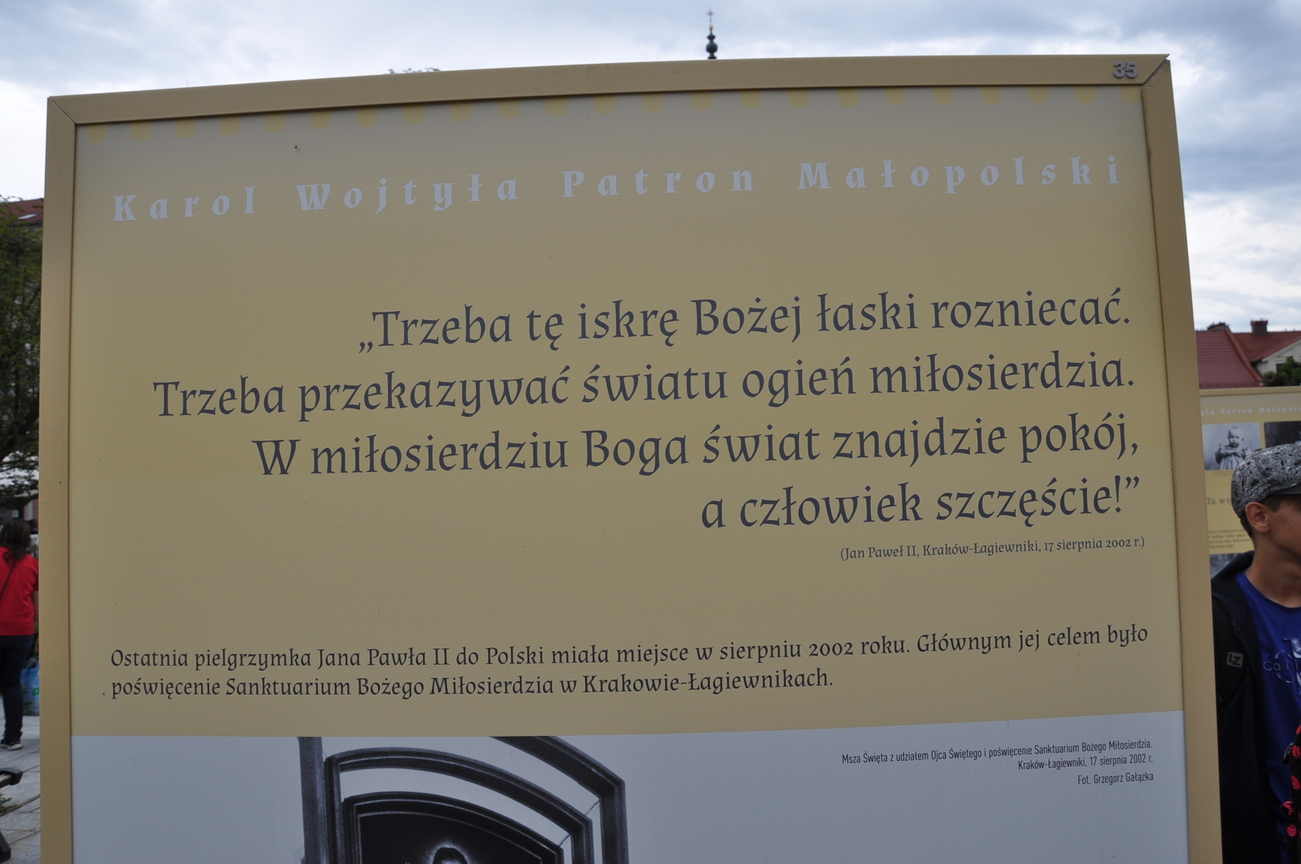 35
Karol Wojtyła Patron Małopolski
„Trzeba tę iskrę Bożej łaski rozniecać.
Trzeba przekazywać światu ogień miłosierdzia.
W miłosierdziu Boga świat znajdzie pokój,
a człowiek szczęście!”
(Jan Paweł II, Kraków-Łagiewniki, 17 sierpnia 2002 r.)
Ostatnia pielgrzymka Jana Pawła II do Polski miała miejsce w sierpniu 2002 roku. Głównym jej celem było
poświęcenie Sanktuarium Bożego Miłosierdzia w Krakowie-Łagiewnikach.
Msza Święta z udziałem Ojca Świętego i poświęcenie Sanktuarium Bożego Miłosierdzia.
Kraków-Łagiewniki, 17 sierpnia 2002 r.
Fot. Grzegorz Gałązka